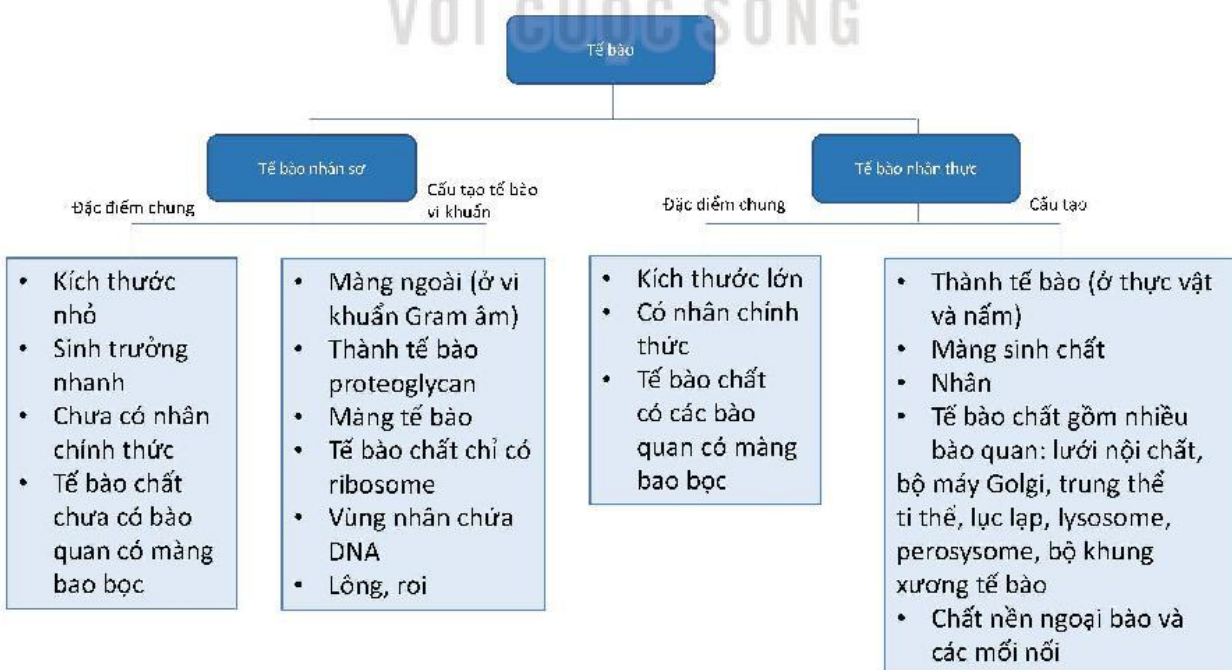 VỚI CUỘC SỐNG
Tế bào
Tế bào nhân sơ
Tế bào nhân thực
Đặc điểm chung
Cấu tạo tế bào
vi khuẩn
Đặc điểm chung
Cấu tạo
• Kích thước
nhỏ
• Sinh trưởng
nhanh
• Chưa có nhân
chính thức
• Tế bào chất
chưa có bào
quan có màng
bao bọc
• Màng ngoài (ở vi
khuẩn Gram âm)
• Thành tế bào
proteoglycan
• Màng tế bào
• Tế bào chất chỉ có
ribosome
• Vùng nhân chứa
DNA
• Lông, roi
• Kích thước lớn
• Có nhân chính
thức
• Tế bào chất
có các bào
quan có màng
bao bọc
• Thành tế bào (ở thực vật
và nấm)
• Màng sinh chất
• Nhân
• Tế bào chất gồm nhiều
bào quan: lưới nội chất,
bộ máy Golgi, trung thể
ti thể, lục lạp, lysosome,
perosysome, bộ khung
xương tế bào
• Chất nền ngoại bào và
các mối nối